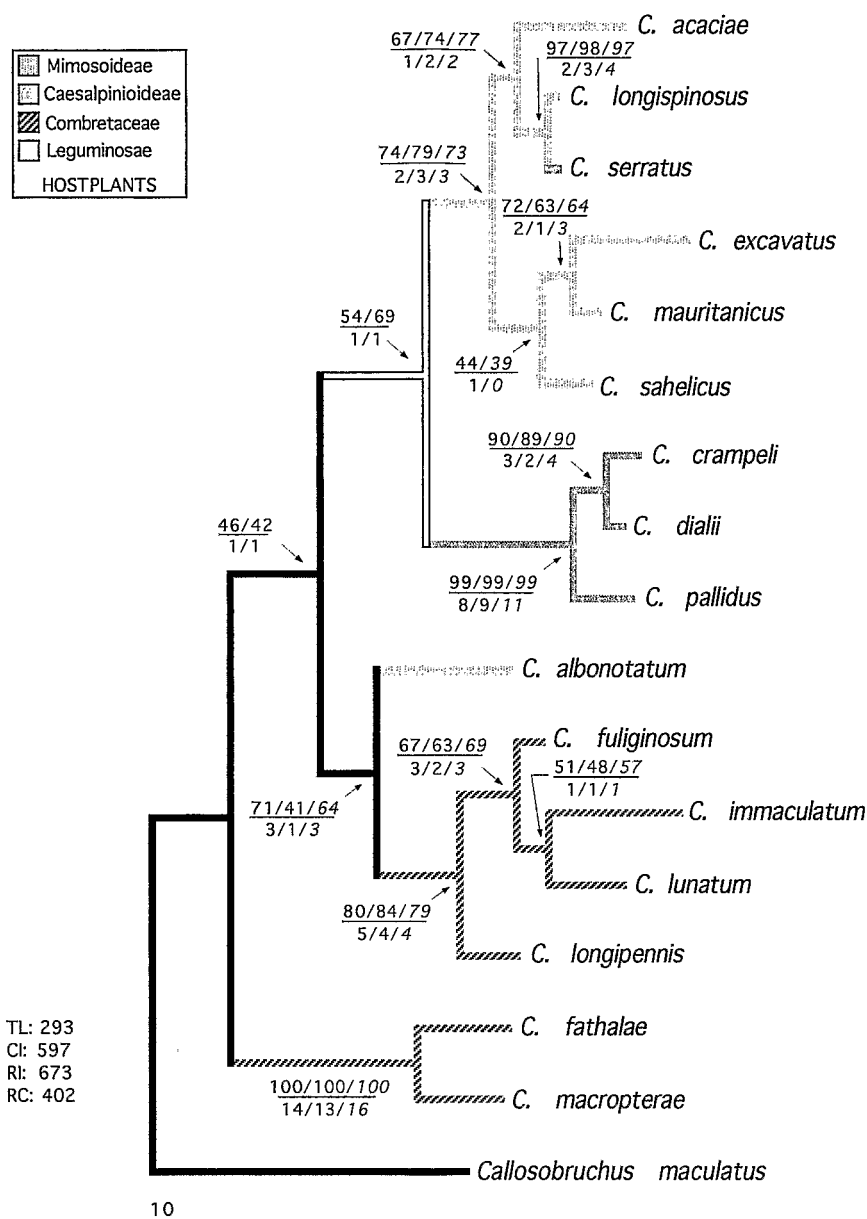 Mimosoideae
Caesalpinioideae
Combretaceae
Leguminosae
HOSTPLANTS
C. acaciae
67/74/77
1/2/2
97/98/97
2/3/4
C. longispinosus
C. serratus
74/79/73
2/3/3
72/63/64
2/1/3
C. excavatus
C. mauritanicus
54/69
1/1
44/39
1/0
C. sahelicus
90/89/90
3/2/4
C. crampeli
C. dialii
46/42
1/1
99/99/99
8/9/11
C. pallidus
C. albonotatum
67/63/69
3/2/3
C. fuliginosum
51/48/57
1/1/1
71/41/64
3/1/3
C. immaculatum
C. lunatum
80/84/79
5/4/4
C. longipennis
TL: 293
CI: 597
RI: 673
RC: 402
C. fathalae
100/100/100
14/13/16
C. macropterae
Callosobruchus maculatus
10